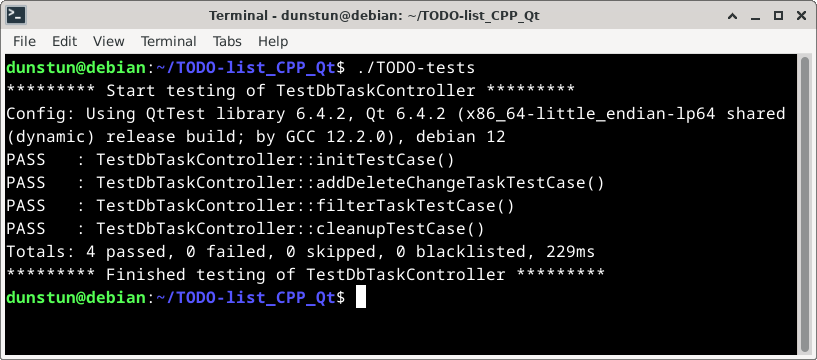 Terminal - dunstun@debian: ~/TODO-list_CPP_Qt
File Edit View Terminal Tabs Help
dunstun@debian:~/TODO-list_CPP_Qt$ ./TODO-tests
********* Start testing of TestDbTaskController *********
Config: Using QtTest library 6.4.2, Qt 6.4.2 (x86_64-little_endian-lp64 shared
(dynamic) release build; by GCC 12.2.0), debian 12
PASS   : TestDbTaskController::initTestCase()
PASS   : TestDbTaskController::addDeleteChangeTaskTestCase()
PASS   : TestDbTaskController::filterTaskTestCase()
PASS   : TestDbTaskController::cleanupTestCase()
Totals: 4 passed, 0 failed, 0 skipped, 0 blacklisted, 229ms
********* Finished testing of TestDbTaskController *********
dunstun@debian:~/TODO-list_CPP_Qt$